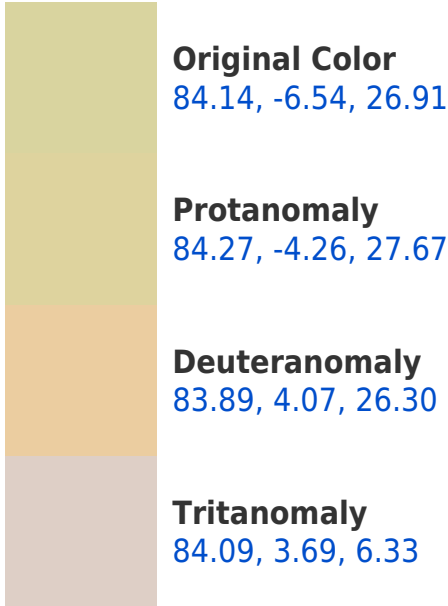 Original Color
84.14, -6.54, 26.91
Protanomaly
84.27, -4.26, 27.67
Deuteranomaly
83.89, 4.07, 26.30
Tritanomaly
84.09, 3.69, 6.33